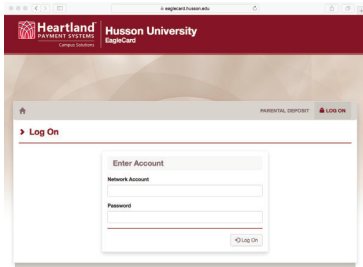 eaglecard.husson.edu
Heartland
PAYMENT SYSTEMS
Campus Solutions
Husson University
EagleCard
PARENTAL DEPOSIT
LOG ON
Log On
Enter Account
Network Account
Password
Log On